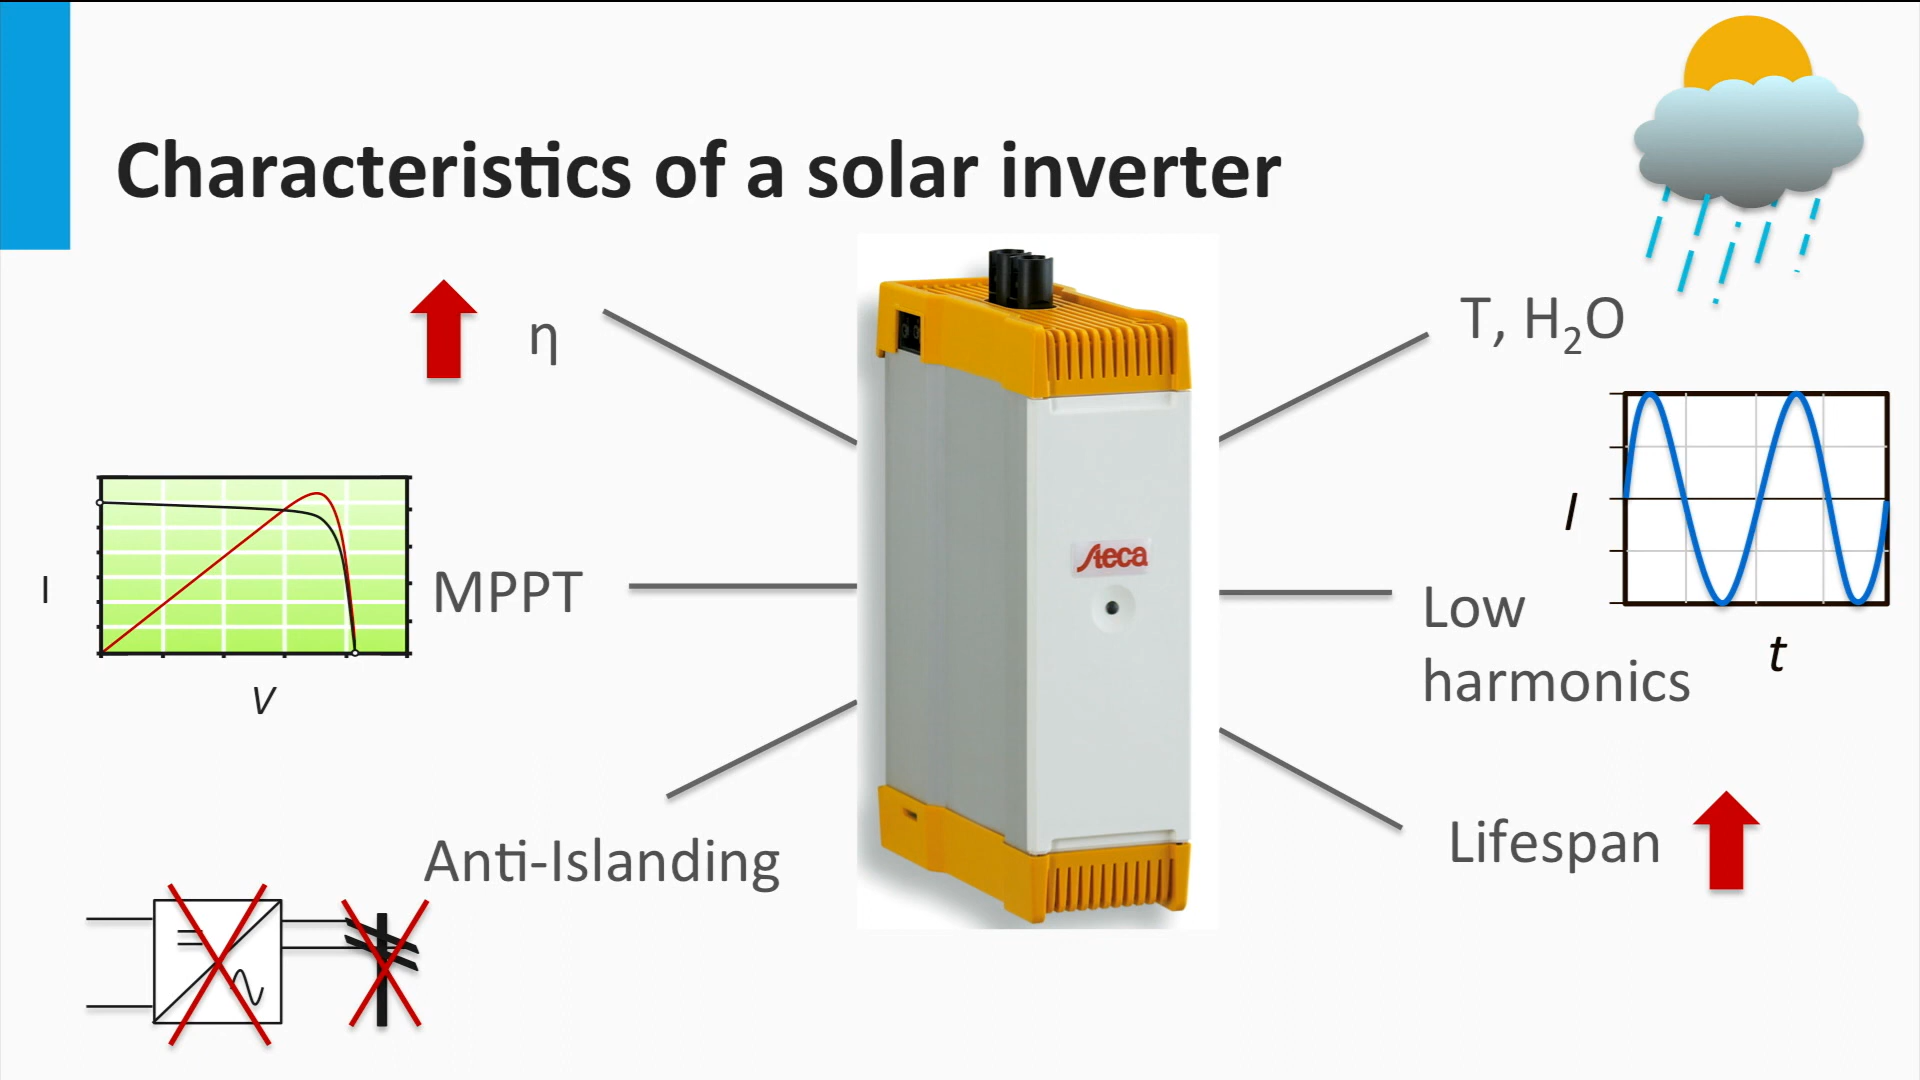 Characteristics of a solar inverter
η
T, H₂O
I
MPPT
I
V
Steca
Low
harmonics
t
Anti-Islanding
Lifespan